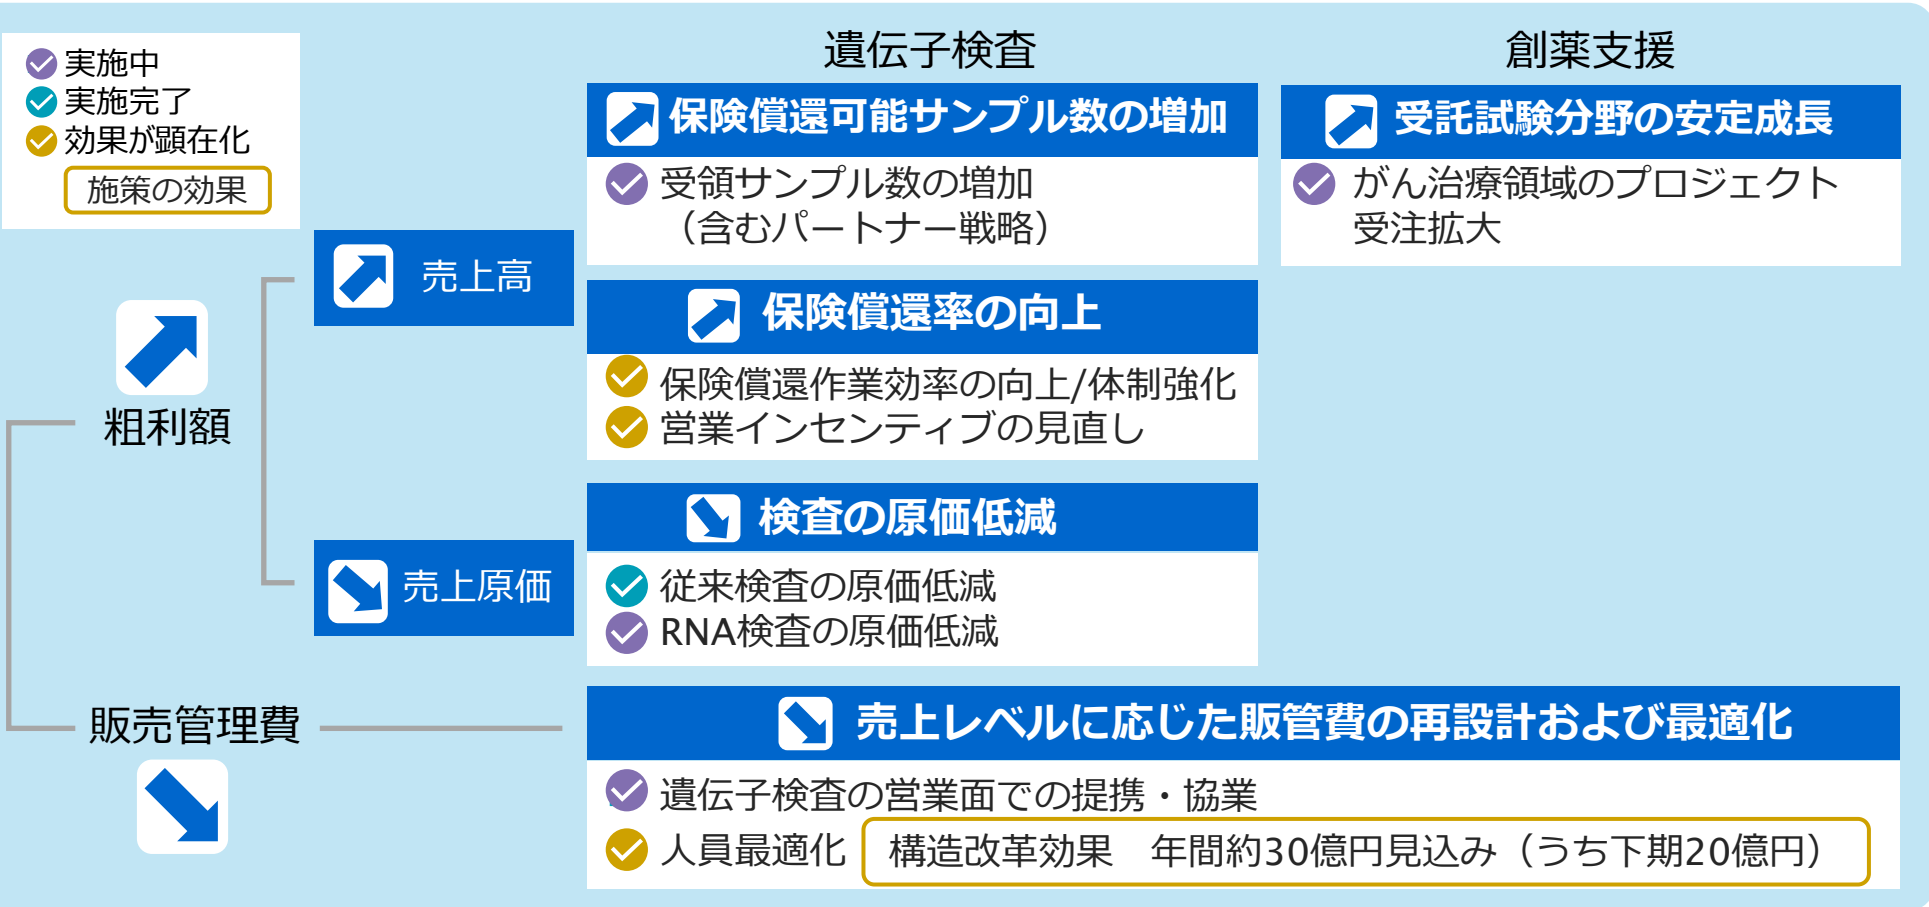 実施中
実施完了
効果が顕在化
施策の効果
遺伝子検査
創薬支援
保険償還可能サンプル数の増加
受領サンプル数の増加
（含むパートナー戦略）
受託試験分野の安定成長
がん治療領域のプロジェクト
受注拡大
売上高
保険償還率の向上
保険償還作業効率の向上/体制強化
営業インセンティブの見直し
粗利額
検査の原価低減
売上原価
従来検査の原価低減
RNA検査の原価低減
販売管理費
売上レベルに応じた販管費の再設計および最適化
遺伝子検査の営業面での提携・協業
人員最適化
構造改革効果　年間約30億円見込み（うち下期20億円）